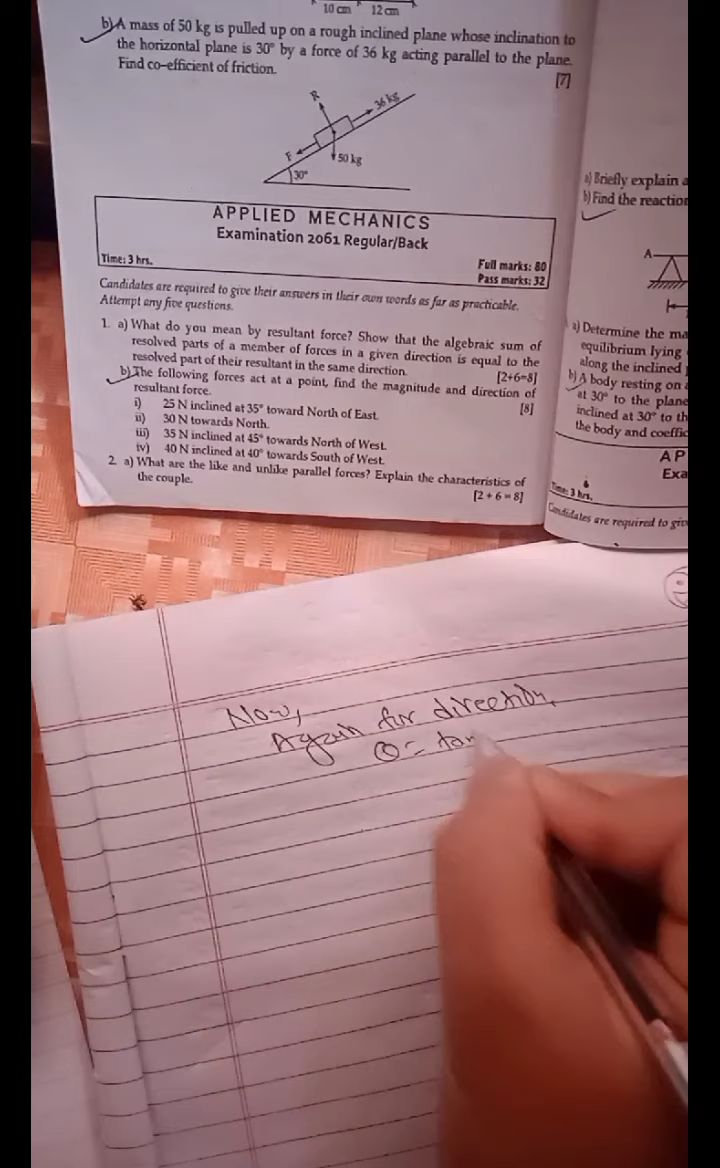 10 cm 12 cm
b) A mass of 50 kg is pulled up on a rough inclined plane whose inclination to
the horizontal plane is 30° by a force of 36 kg acting parallel to the plane.
Find co-efficient of friction. [7]
R
36 kg
F
50 kg
30°
APPLIED MECHANICS
Examination 2061 Regular/Back
Time: 3 hrs. Full marks: 80
Pass marks: 32
Candidates are required to give their answers in their own words as far as practicable.
Attempt any five questions.
1. a) What do you mean by resultant force? Show that the algebraic sum of
resolved parts of a member of forces in a given direction is equal to the
resolved part of their resultant in the same direction. [2+6=8]
b) The following forces act at a point, find the magnitude and direction of
resultant force. [8]
i) 25 N inclined at 35° toward North of East.
ii) 30 N towards North.
iii) 35 N inclined at 45° towards North of West.
iv) 40 N inclined at 40° towards South of West.
2. a) What are the like and unlike parallel forces? Explain the characteristics of
the couple. [2 + 6 = 8]
a) Briefly explain
b) Find the reaction
A
a) Determine the
equilibrium lying
along the inclined
b) A body resting on
at 30° to the plane
inclined at 30° to
the body and
AP
Exa
Time: 3 hrs.
Candidates are required to
Now,
Again for direction,
θ = tan